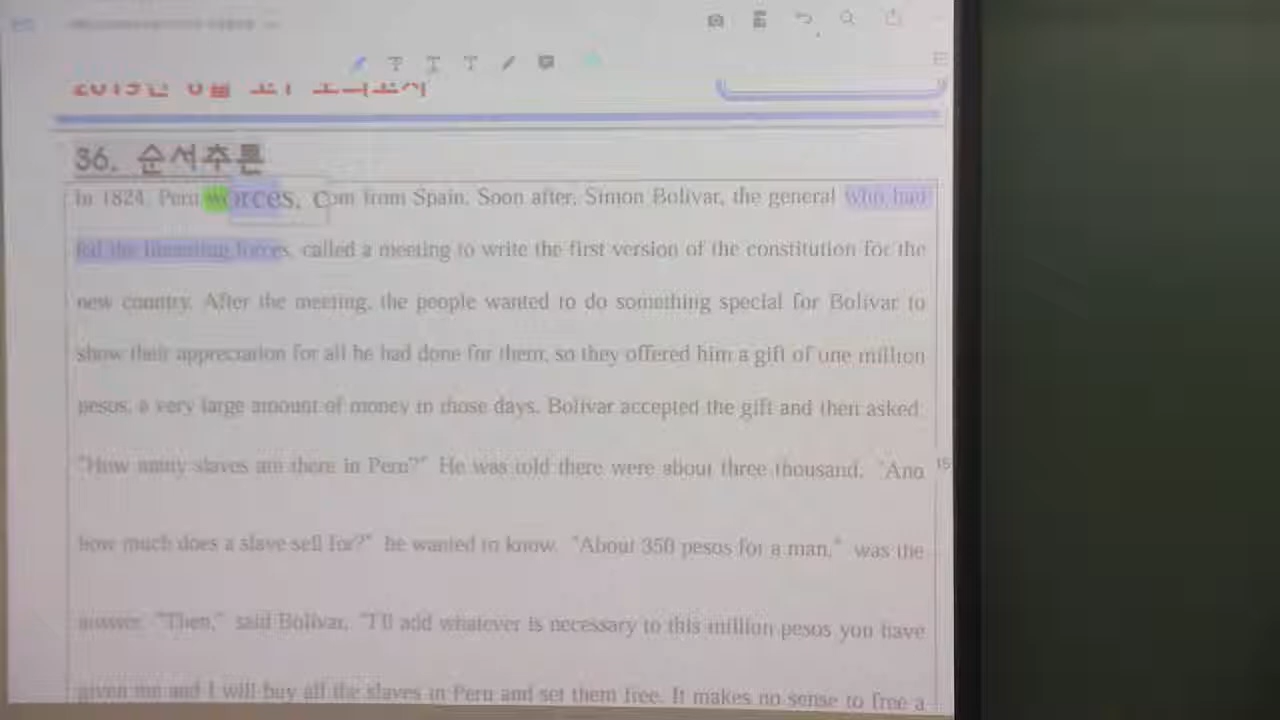 36. 순서추론
In 1824, Peru worces, com from Spain. Soon after, Simon Bolivar, the general who had
led the liberating forces, called a meeting to write the first version of the constitution for the
new country. After the meeting, the people wanted to do something special for Bolivar to
show their appreciation for all he had done for them, so they offered him a gift of one million
pesos, a very large amount of money in those days. Bolivar accepted the gift and then asked,
"How many slaves are there in Peru?" He was told there were about three thousand. "And
15
how much does a slave sell for?" he wanted to know. "About 350 pesos for a man," was the
answer. "Then," said Bolivar, "I'll add whatever is necessary to this million pesos you have
given me and I will buy all the slaves in Peru and set them free. It makes no sense to free a